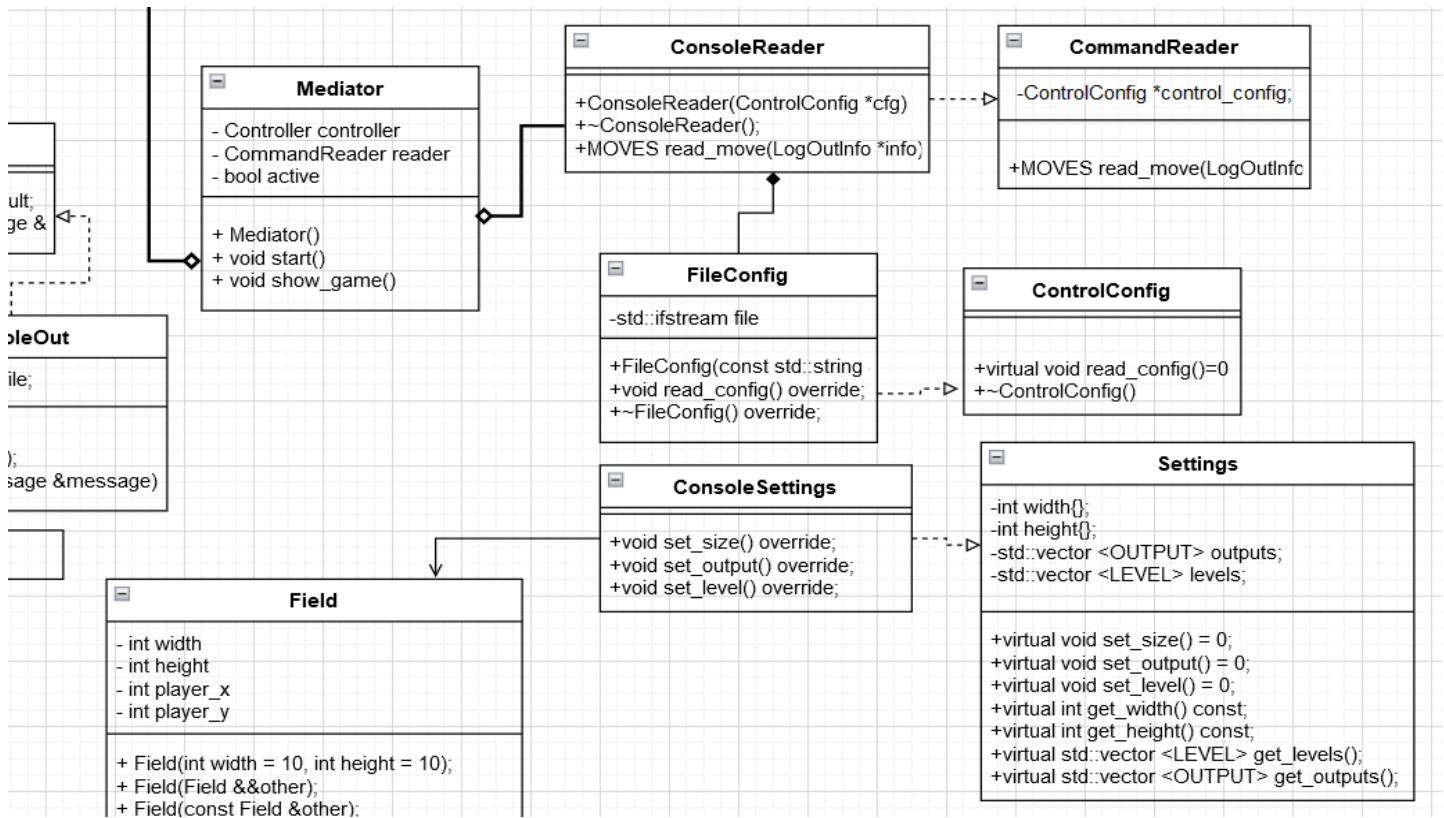 ConsoleReader
+ConsoleReader(ControlConfig *cfg)
+~ConsoleReader();
+MOVES read_move(LogOutInfo *info)
CommandReader
-ControlConfig *control_config;
+MOVES read_move(LogOutInfo
Mediator
- Controller controller
- CommandReader reader
- bool active
+ Mediator()
+ void start()
+ void show_game()
ult;
ge &
FileConfig
-std::ifstream file
+FileConfig(const std::string
+void read_config() override;
+~FileConfig() override;
ControlConfig
+virtual void read_config()=0
+~ControlConfig()
oleOut
ile;
);
sage &message)
ConsoleSettings
+void set_size() override;
+void set_output() override;
+void set_level() override;
Settings
-int width{};
-int height{};
-std::vector <OUTPUT> outputs;
-std::vector <LEVEL> levels;
+virtual void set_size() = 0;
+virtual void set_output() = 0;
+virtual void set_level() = 0;
+virtual int get_width() const;
+virtual int get_height() const;
+virtual std::vector <LEVEL> get_levels();
+virtual std::vector <OUTPUT> get_outputs();
Field
- int width
- int height
- int player_x
- int player_y
+ Field(int width = 10, int height = 10);
+ Field(Field &&other);
+ Field(const Field &other);